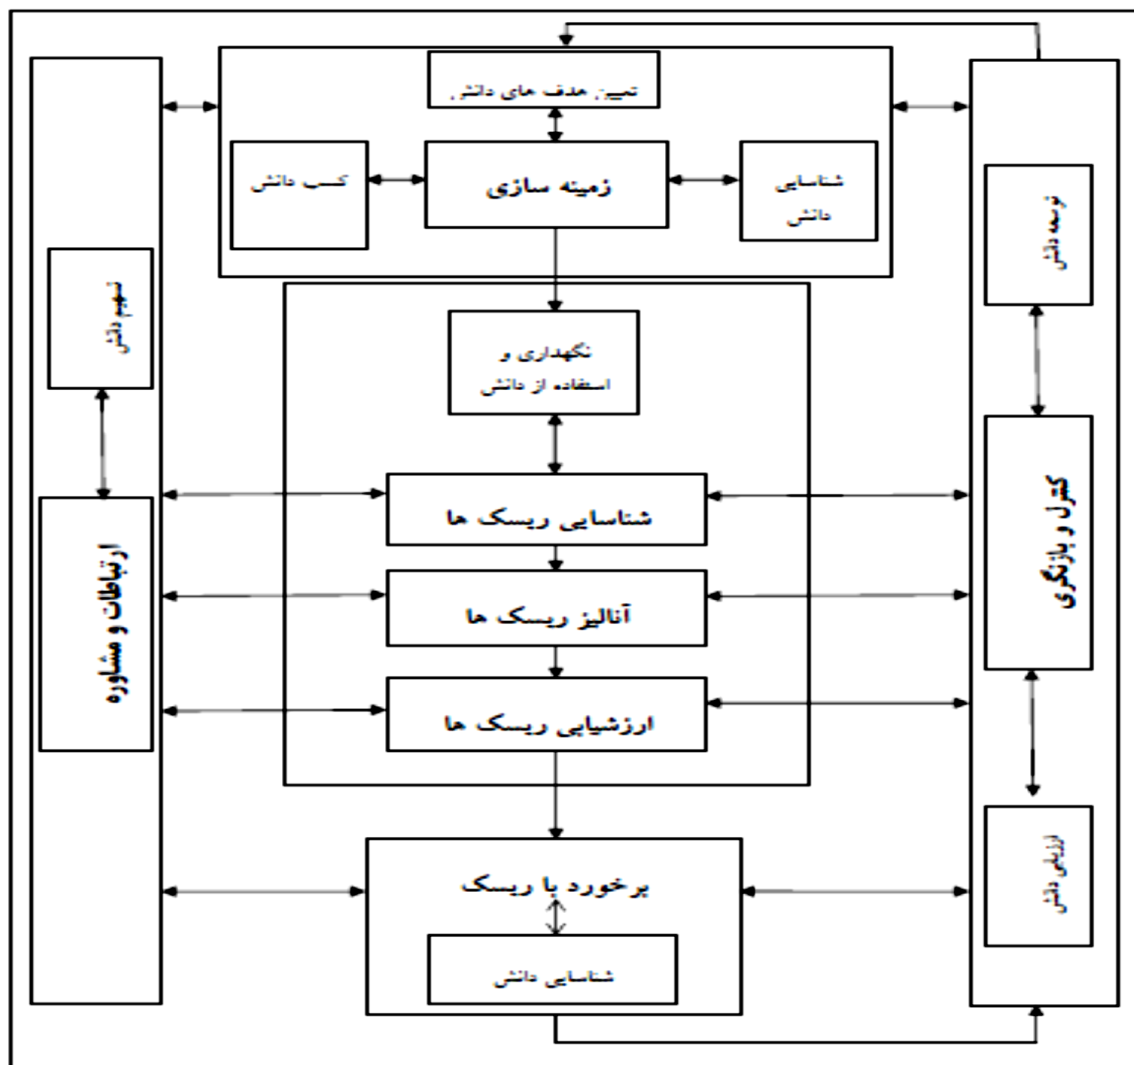 تعیین هدف های دانش
کسب دانش
زمینه سازی
شناسایی
دانش
توسعه دانش
تسهیم دانش
نگهداری و
استفاده از دانش
شناسایی ریسک ها
کنترل و بازنگری
ارتباطات و مشاوره
آنالیز ریسک ها
ارزشیابی ریسک ها
ارزیابی دانش
برخورد با ریسک
شناسایی دانش